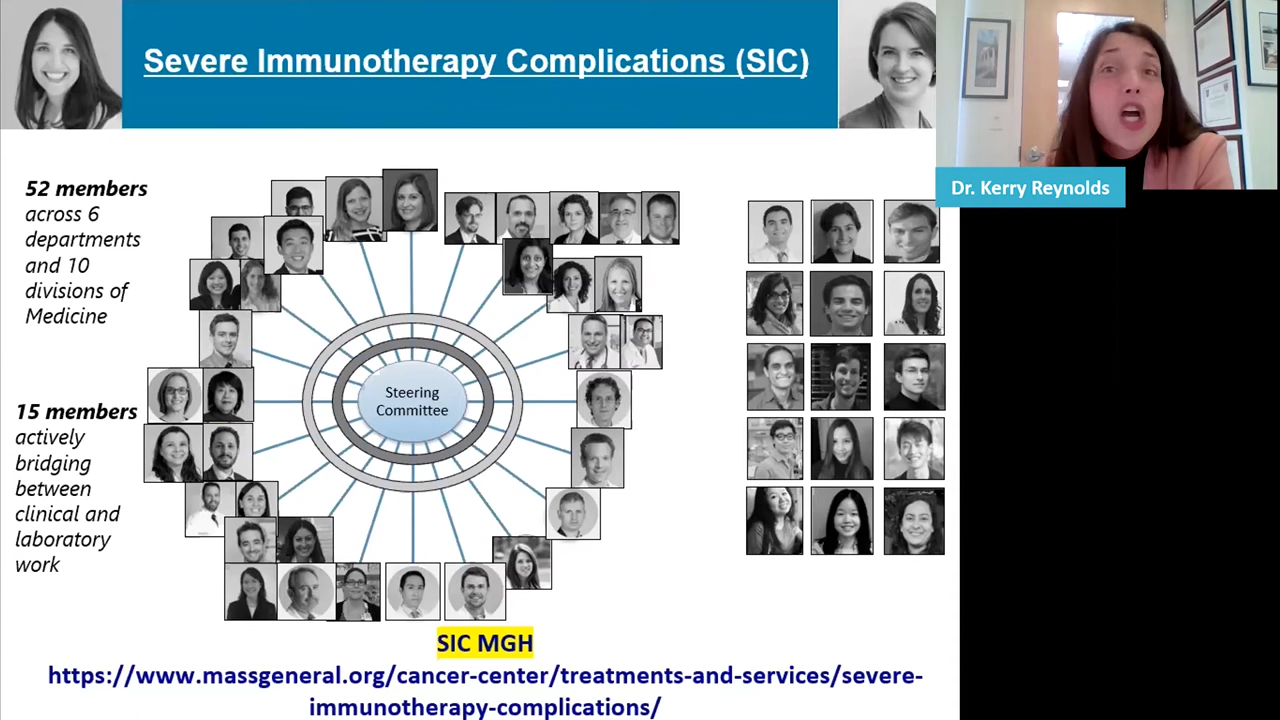 Severe Immunotherapy Complications (SIC)
Dr. Kerry Reynolds
52 members
across 6
departments
and 10
divisions of
Medicine
15 members
actively
bridging
between
clinical and
laboratory
work
Steering
Committee
SIC MGH
https://www.massgeneral.org/cancer-center/treatments-and-services/severe-
immunotherapy-complications/